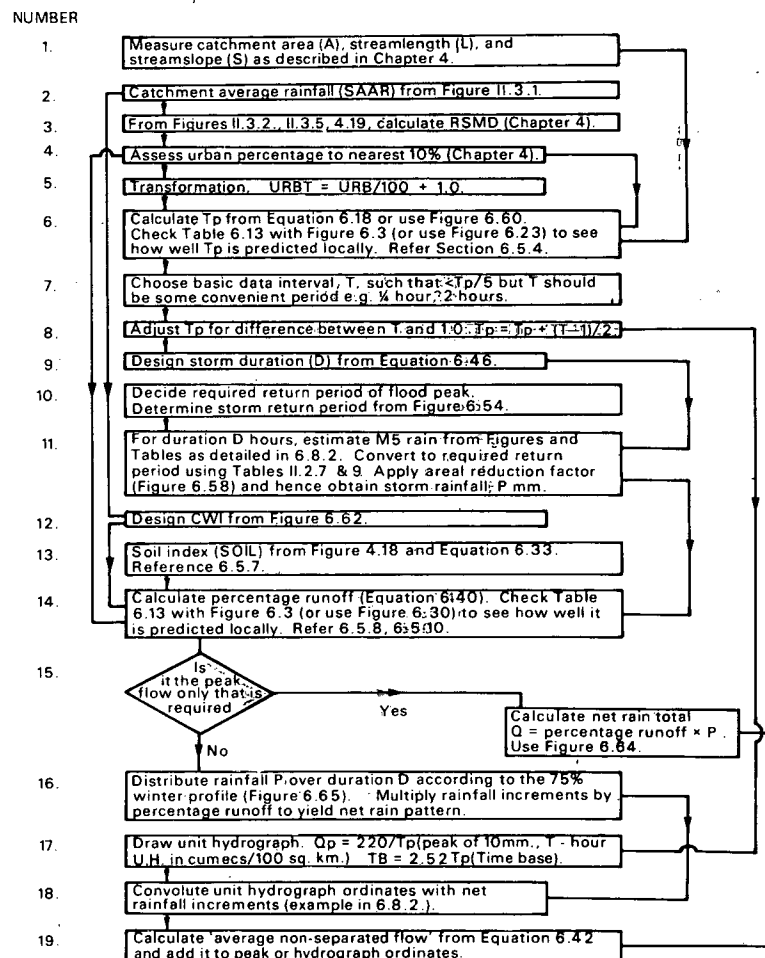 NUMBER
1.
Measure catchment area (A), streamlength (L), and
streamslope (S) as described in Chapter 4.
2.
Catchment average rainfall (SAAR) from Figure II.3.1.
3.
From Figures II.3.2., II.3.5, 4.19, calculate RSMD (Chapter 4).
4.
Assess urban percentage to nearest 10% (Chapter 4).
5.
Transformation, URBT = URB/100 + 1.0.
6.
Calculate Tp from Equation 6.18 or use Figure 6.60.
Check Table 6.13 with Figure 6.3 (or use Figure 6.23) to see
how well Tp is predicted locally. Refer Section 6.5.4.
7.
Choose basic data interval, T, such that <Tp/5 but T should
be some convenient period e.g. ¼ hour, 2 hours.
8.
Adjust Tp for difference between T and 1.0. Tp = Tp + (T-1)/2
9.
Design storm duration (D) from Equation 6.46.
10.
Decide required return period of flood peak.
Determine storm return period from Figure 6.54.
11.
For duration D hours, estimate M5 rain from Figures and
Tables as detailed in 6.8.2. Convert to required return
period using Tables II.2.7 & 9. Apply areal reduction factor
(Figure 6.58) and hence obtain storm rainfall, P mm.
12.
Design CWI from Figure 6.62.
13.
Soil index (SOIL) from Figure 4.18 and Equation 6.33.
Reference 6.5.7.
14.
Calculate percentage runoff (Equation 6.40). Check Table
6.13 with Figure 6.3 (or use Figure 6.30) to see how well it
is predicted locally. Refer 6.5.8, 6.5.10.
15.
Is
it the peak
flow only that is
required
Yes
No
Calculate net rain total
Q = percentage runoff × P.
Use Figure 6.64.
16.
Distribute rainfall P over duration D according to the 75%
winter profile (Figure 6.65). Multiply rainfall increments by
percentage runoff to yield net rain pattern.
17.
Draw unit hydrograph. Qp = 220/Tp (peak of 10mm., T - hour
U.H. in cumecs/100 sq. km.) TB = 2.52 Tp (Time base).
18.
Convolute unit hydrograph ordinates with net
rainfall increments (example in 6.8.2.).
19.
Calculate 'average non-separated flow' from Equation 6.42
and add it to peak or hydrograph ordinates.